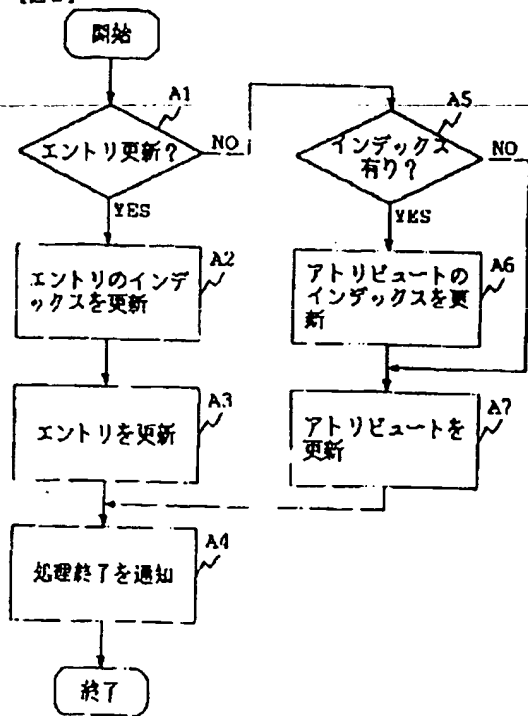 開始
A1
エントリ更新?
NO
YES
A2
エントリのインデ
ックスを更新
A3
エントリを更新
A4
処理終了を通知
終了
A5
インデックス
有り?
NO
YES
A6
アトリビュートの
インデックスを更
新
A7
アトリビュートを
更新